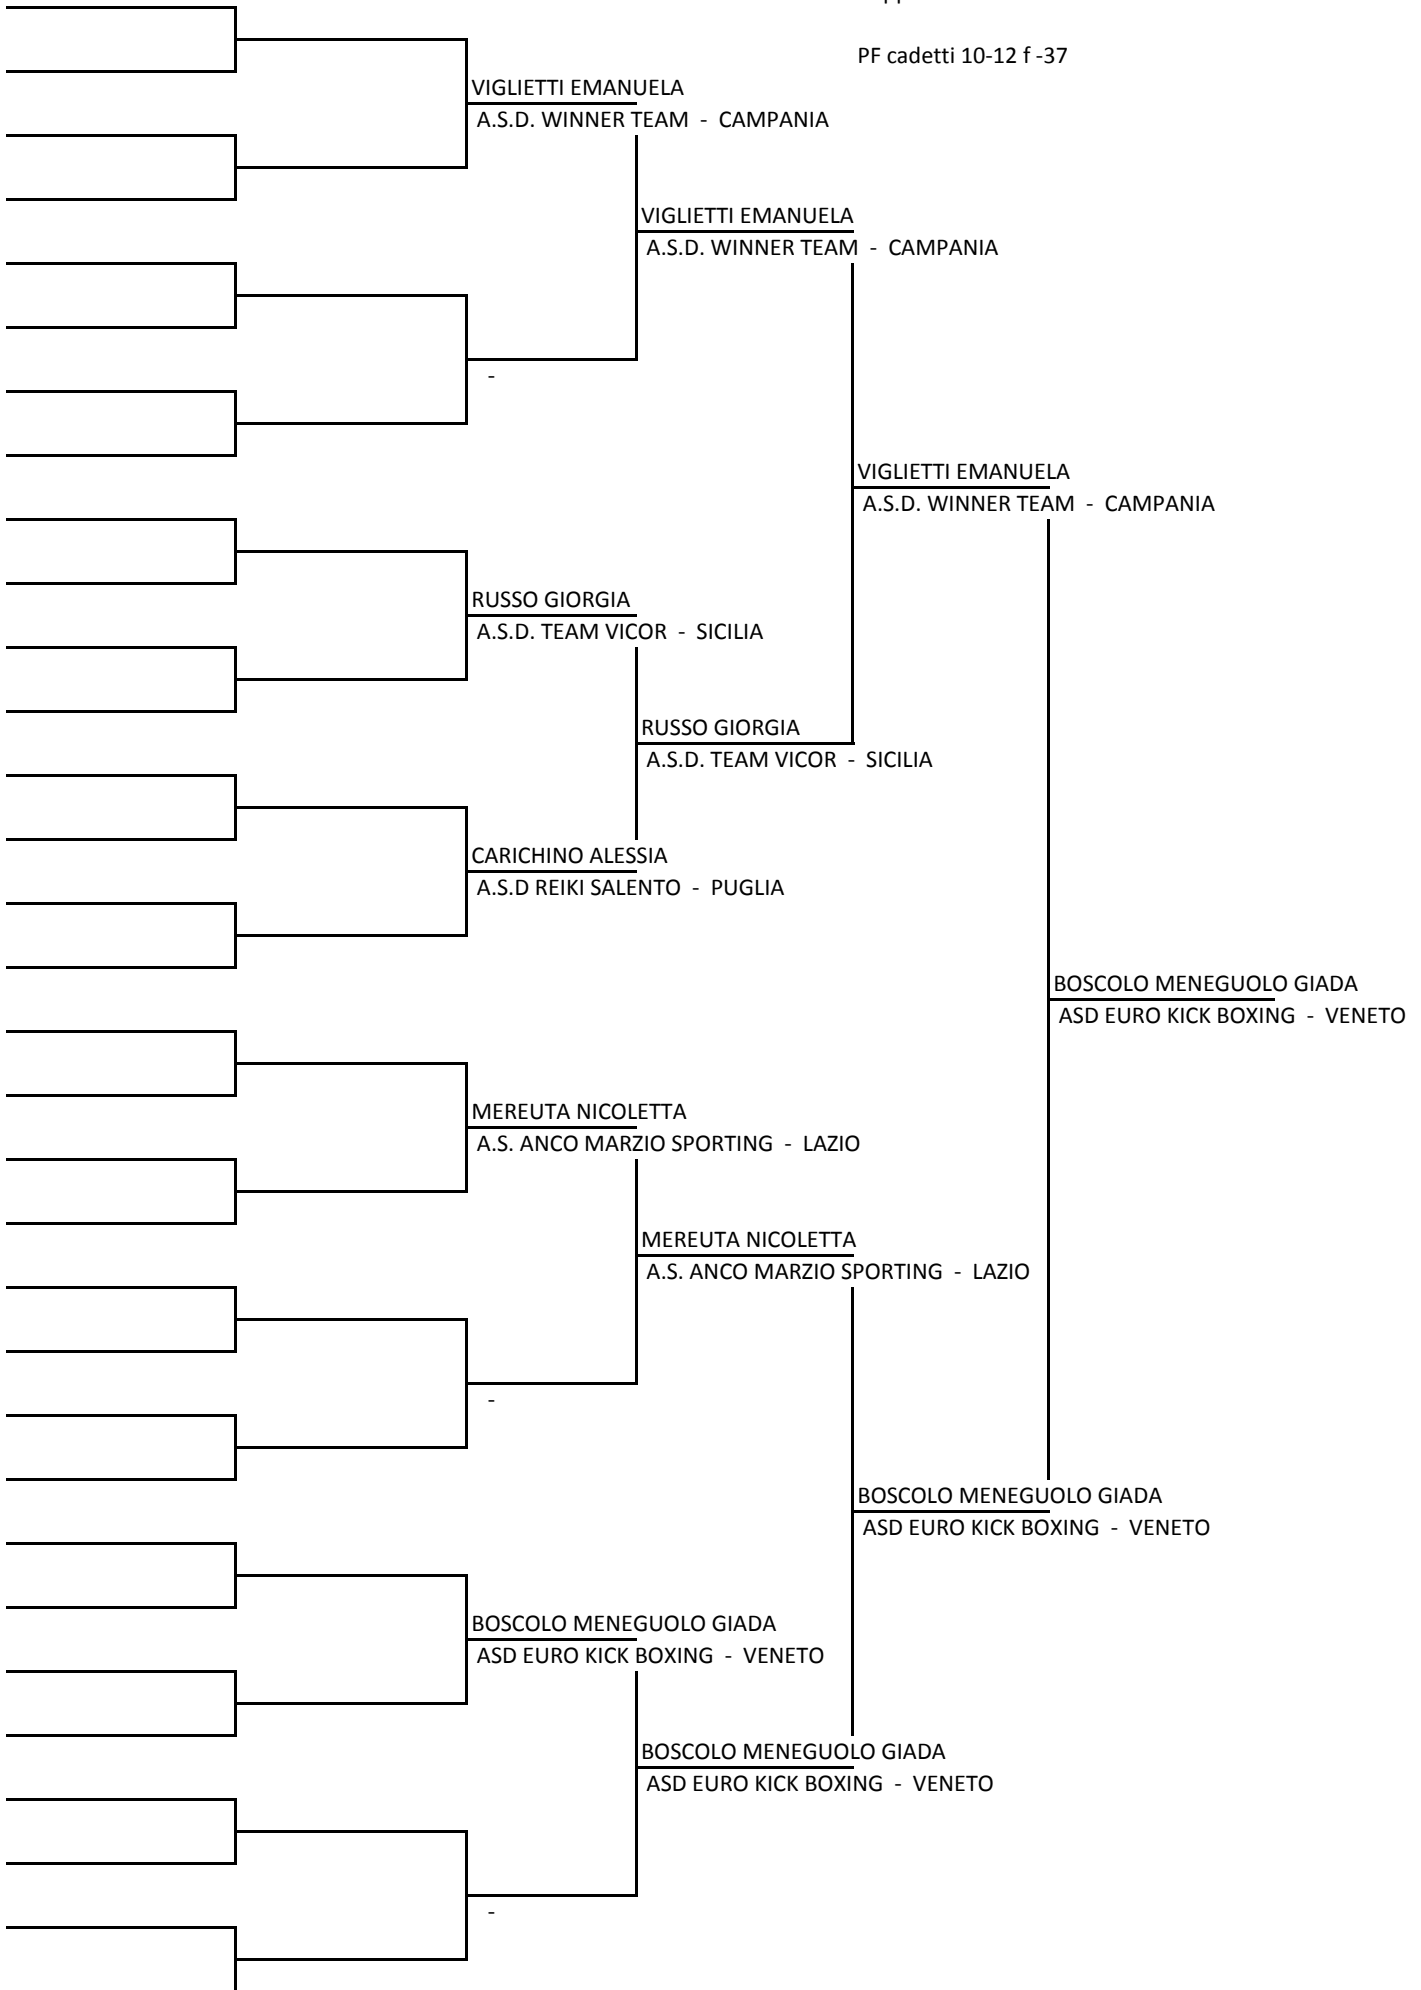 PF cadetti 10-12 f -37
VIGLIETTI EMANUELA
A.S.D. WINNER TEAM - CAMPANIA
VIGLIETTI EMANUELA
A.S.D. WINNER TEAM - CAMPANIA
-
VIGLIETTI EMANUELA
A.S.D. WINNER TEAM - CAMPANIA
RUSSO GIORGIA
A.S.D. TEAM VICOR - SICILIA
RUSSO GIORGIA
A.S.D. TEAM VICOR - SICILIA
CARICHINO ALESSIA
A.S.D REIKI SALENTO - PUGLIA
BOSCOLO MENEGUOLO GIADA
ASD EURO KICK BOXING - VENETO
MEREUTA NICOLETTA
A.S. ANCO MARZIO SPORTING - LAZIO
MEREUTA NICOLETTA
A.S. ANCO MARZIO SPORTING - LAZIO
-
BOSCOLO MENEGUOLO GIADA
ASD EURO KICK BOXING - VENETO
BOSCOLO MENEGUOLO GIADA
ASD EURO KICK BOXING - VENETO
BOSCOLO MENEGUOLO GIADA
ASD EURO KICK BOXING - VENETO
-